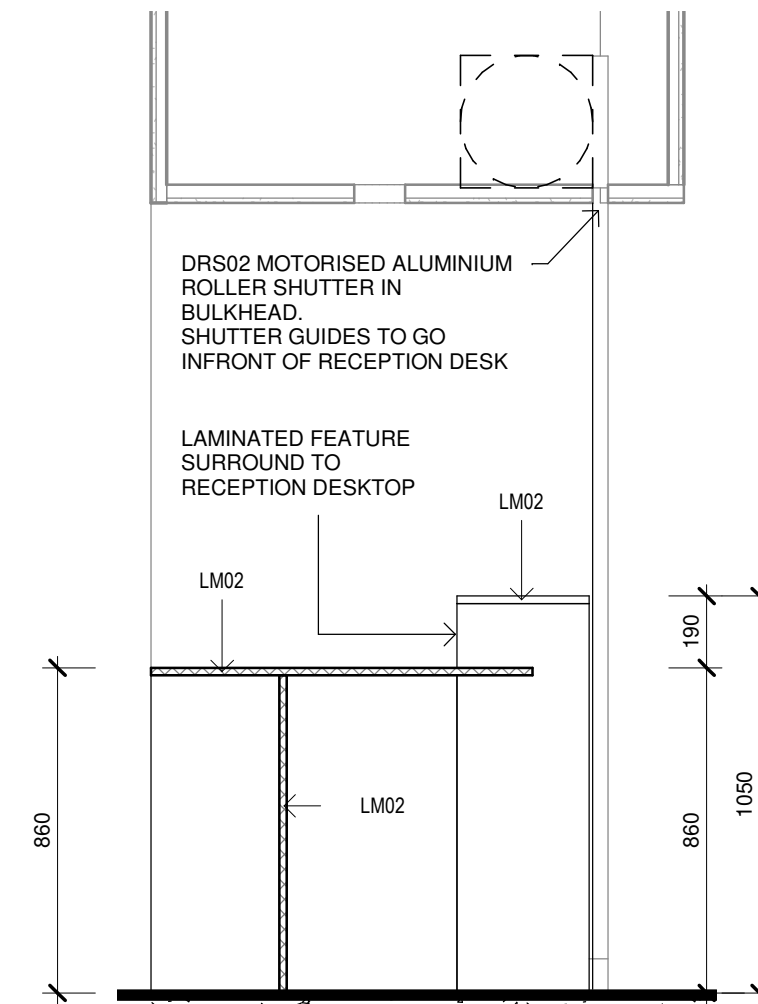 DRS02 MOTORISED ALUMINIUM
ROLLER SHUTTER IN
BULKHEAD.
SHUTTER GUIDES TO GO
INFRONT OF RECEPTION DESK
LAMINATED FEATURE
SURROUND TO
RECEPTION DESKTOP
LM02
LM02
190
LM02
860
860
1050